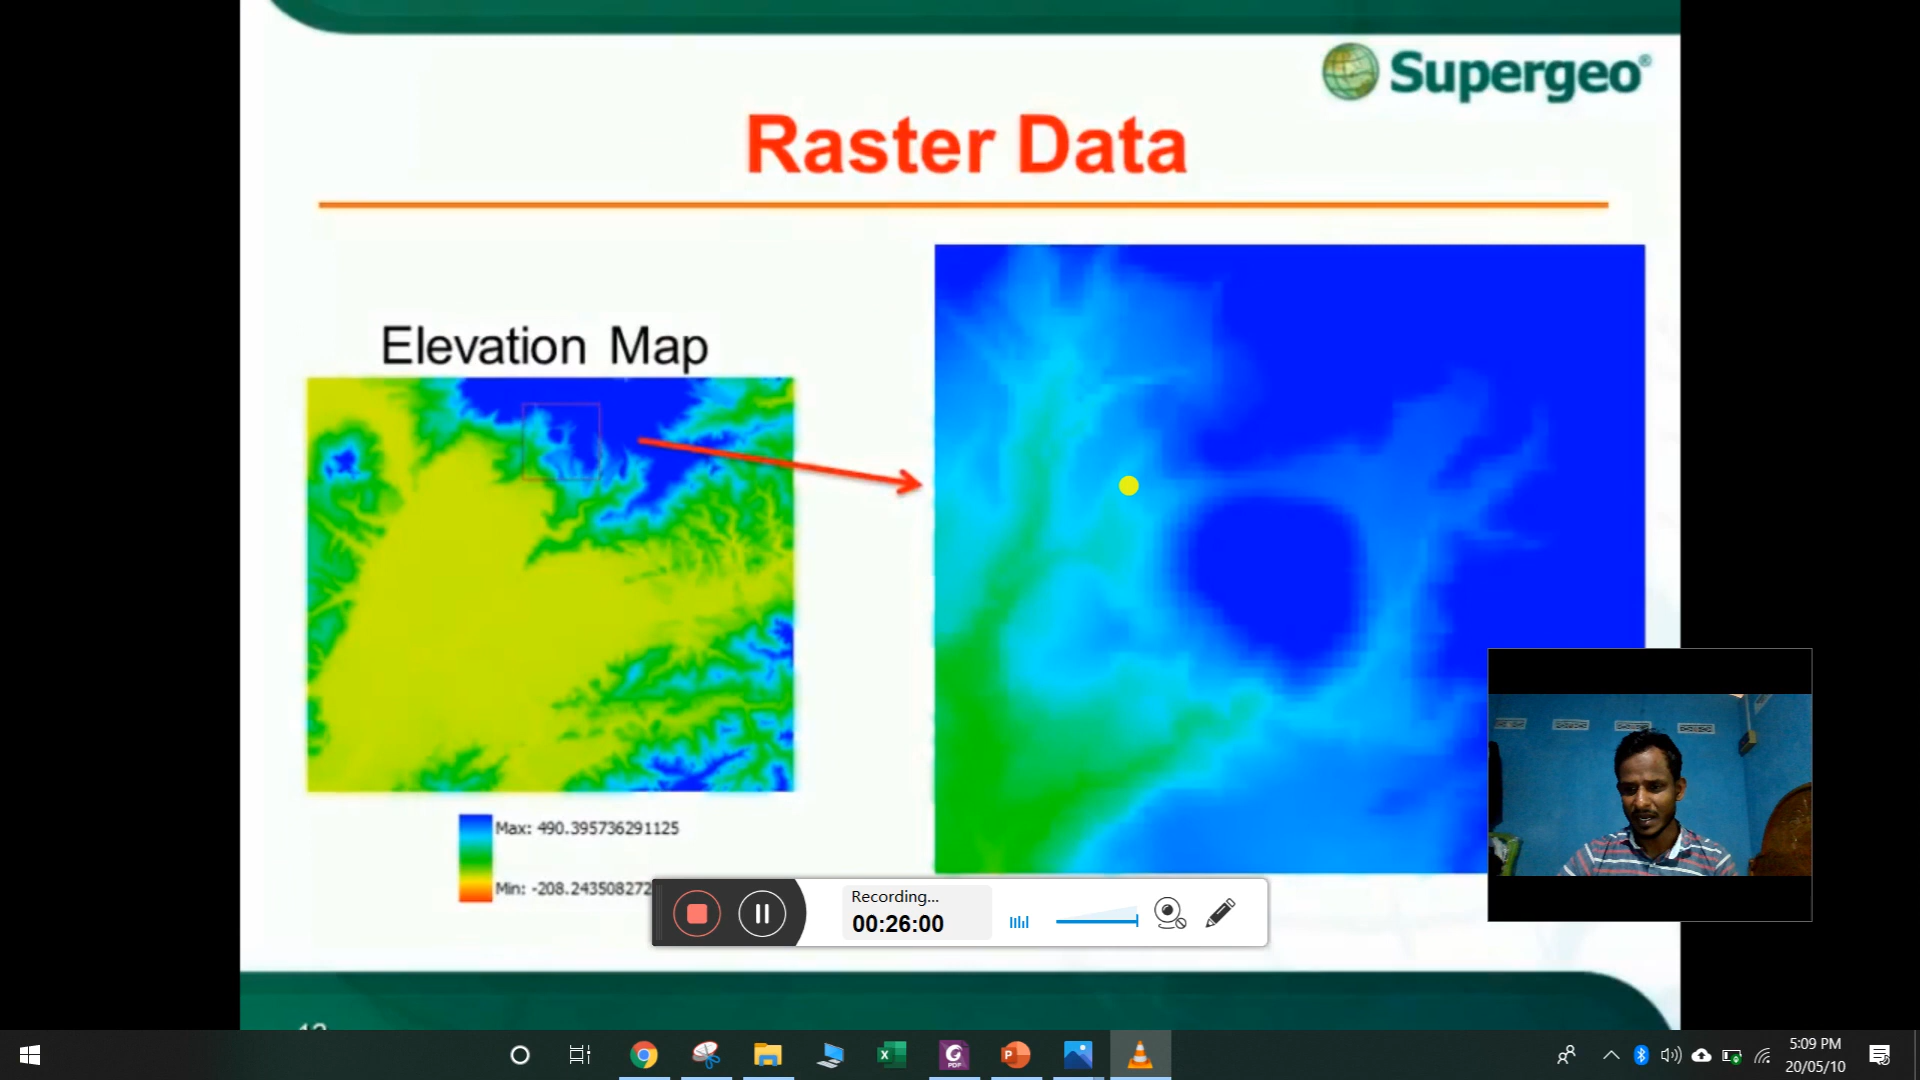 Supergeo®
Raster Data
Elevation Map
Max: 490.395736291125
Min: -208.243508272
Recording...
00:26:00
5:09 PM
20/05/10